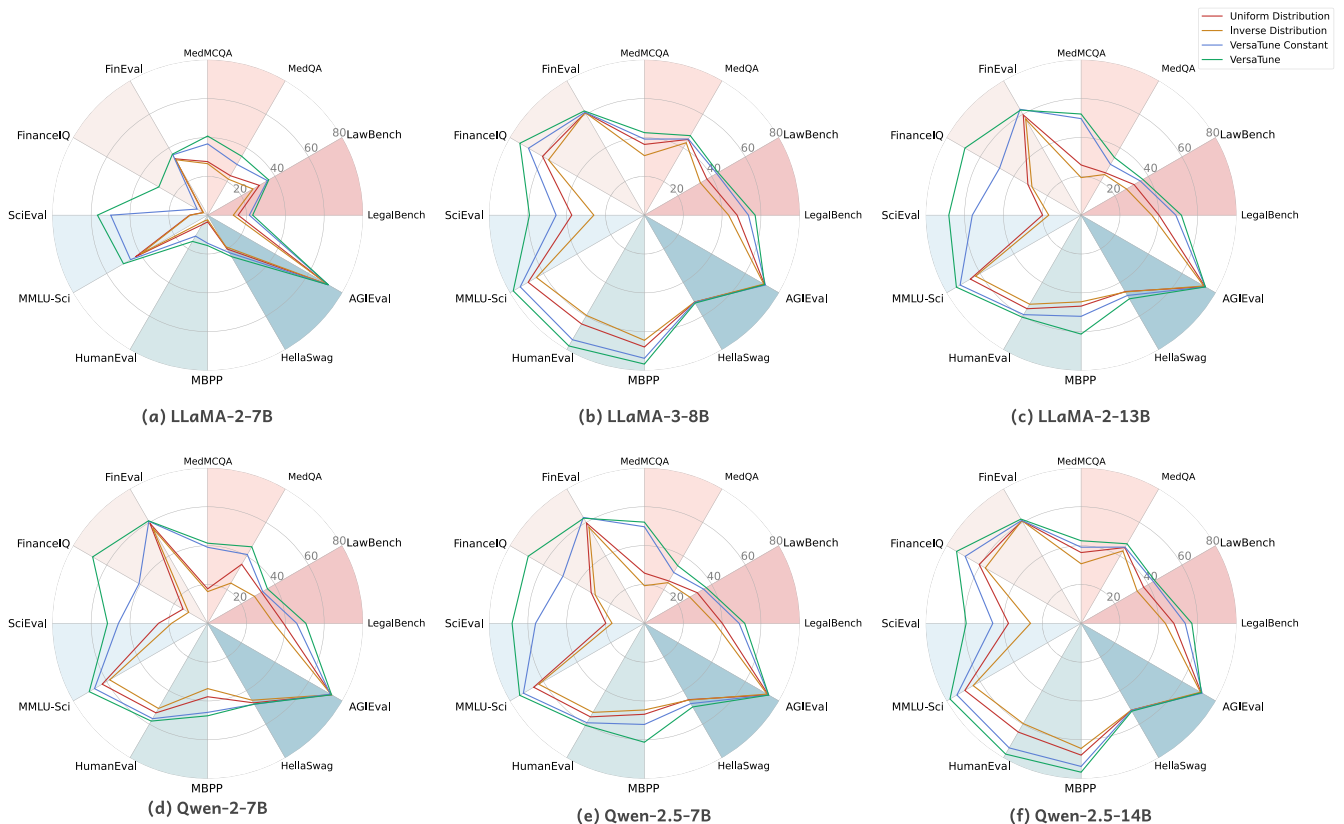 Uniform Distribution
Inverse Distribution
VersaTune Constant
VersaTune
MedMCQA
FinEval
MedQA
FinanceIQ
80
LawBench
60
40
20
SciEval
LegalBench
MMLU-Sci
AGIEval
HumanEval
HellaSwag
MBPP
(a) LLaMA-2-7B
MedMCQA
FinEval
MedQA
FinanceIQ
80
LawBench
60
40
20
SciEval
LegalBench
MMLU-Sci
AGIEval
HumanEval
HellaSwag
MBPP
(b) LLaMA-3-8B
MedMCQA
FinEval
MedQA
FinanceIQ
80
LawBench
60
40
20
SciEval
LegalBench
MMLU-Sci
AGIEval
HumanEval
HellaSwag
MBPP
(c) LLaMA-2-13B
MedMCQA
FinEval
MedQA
FinanceIQ
80
LawBench
60
40
20
SciEval
LegalBench
MMLU-Sci
AGIEval
HumanEval
HellaSwag
MBPP
(d) Qwen-2-7B
MedMCQA
FinEval
MedQA
FinanceIQ
80
LawBench
60
40
20
SciEval
LegalBench
MMLU-Sci
AGIEval
HumanEval
HellaSwag
MBPP
(e) Qwen-2.5-7B
MedMCQA
FinEval
MedQA
FinanceIQ
80
LawBench
60
40
20
SciEval
LegalBench
MMLU-Sci
AGIEval
HumanEval
HellaSwag
MBPP
(f) Qwen-2.5-14B